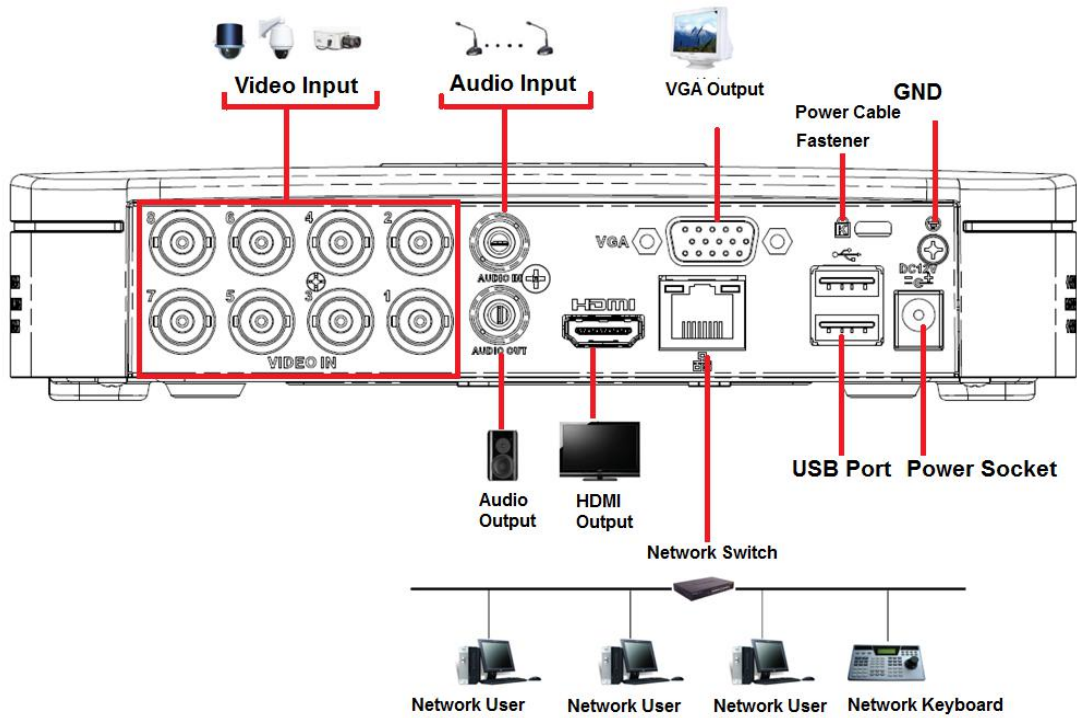 Video Input
Audio Input
VGA Output
Power Cable
Fastener
GND
8
6
4
2
7
5
3
1
VIDEO IN
AUDIO IN
AUDIO OUT
VGA
HDMI
DC12V
Audio
Output
HDMI
Output
USB Port
Power Socket
Network Switch
Network User
Network User
Network User
Network Keyboard